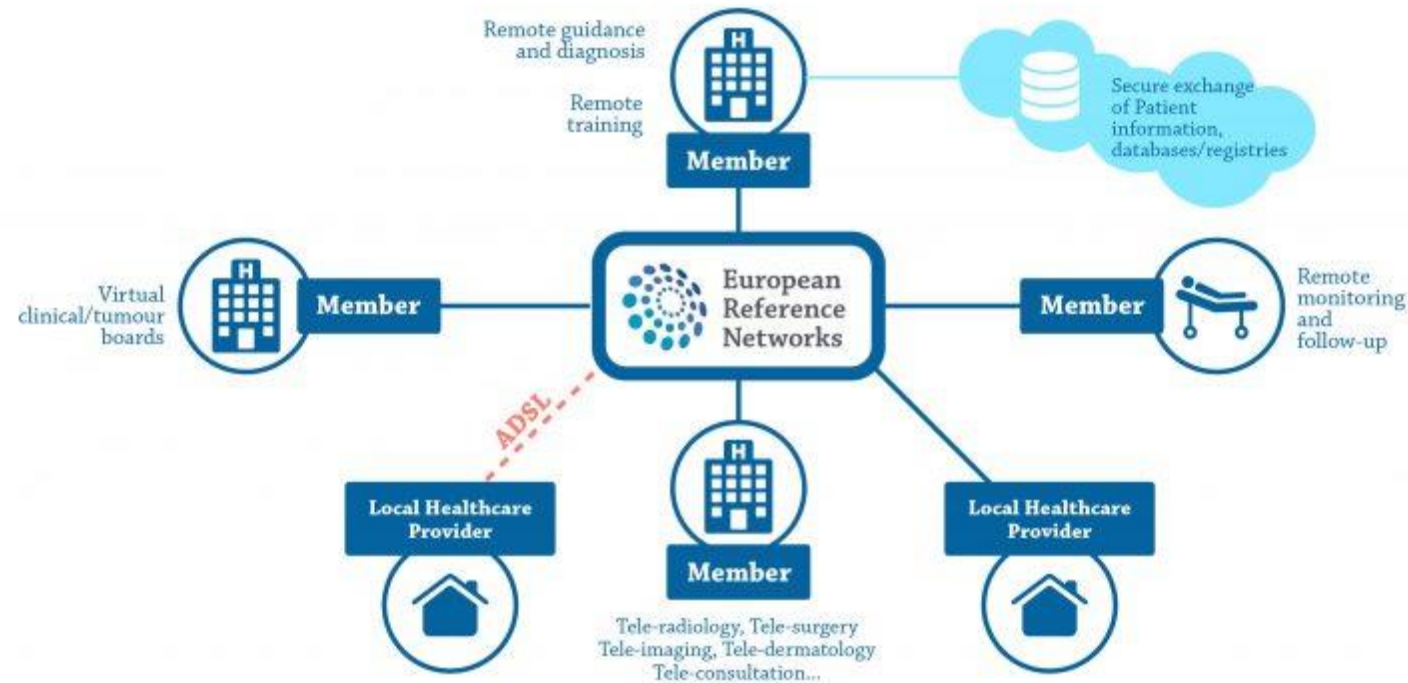 Remote guidance
and diagnosis
Remote
training
H
Member
Secure exchange
of Patient
information,
databases/registries
Virtual
clinical/tumour
boards
H
Member
European
Reference
Networks
Member
Remote
monitoring
and
follow-up
ADSL
Local Healthcare
Provider
H
Member
Tele-radiology, Tele-surgery
Tele-imaging, Tele-dermatology
Tele-consultation...
Local Healthcare
Provider